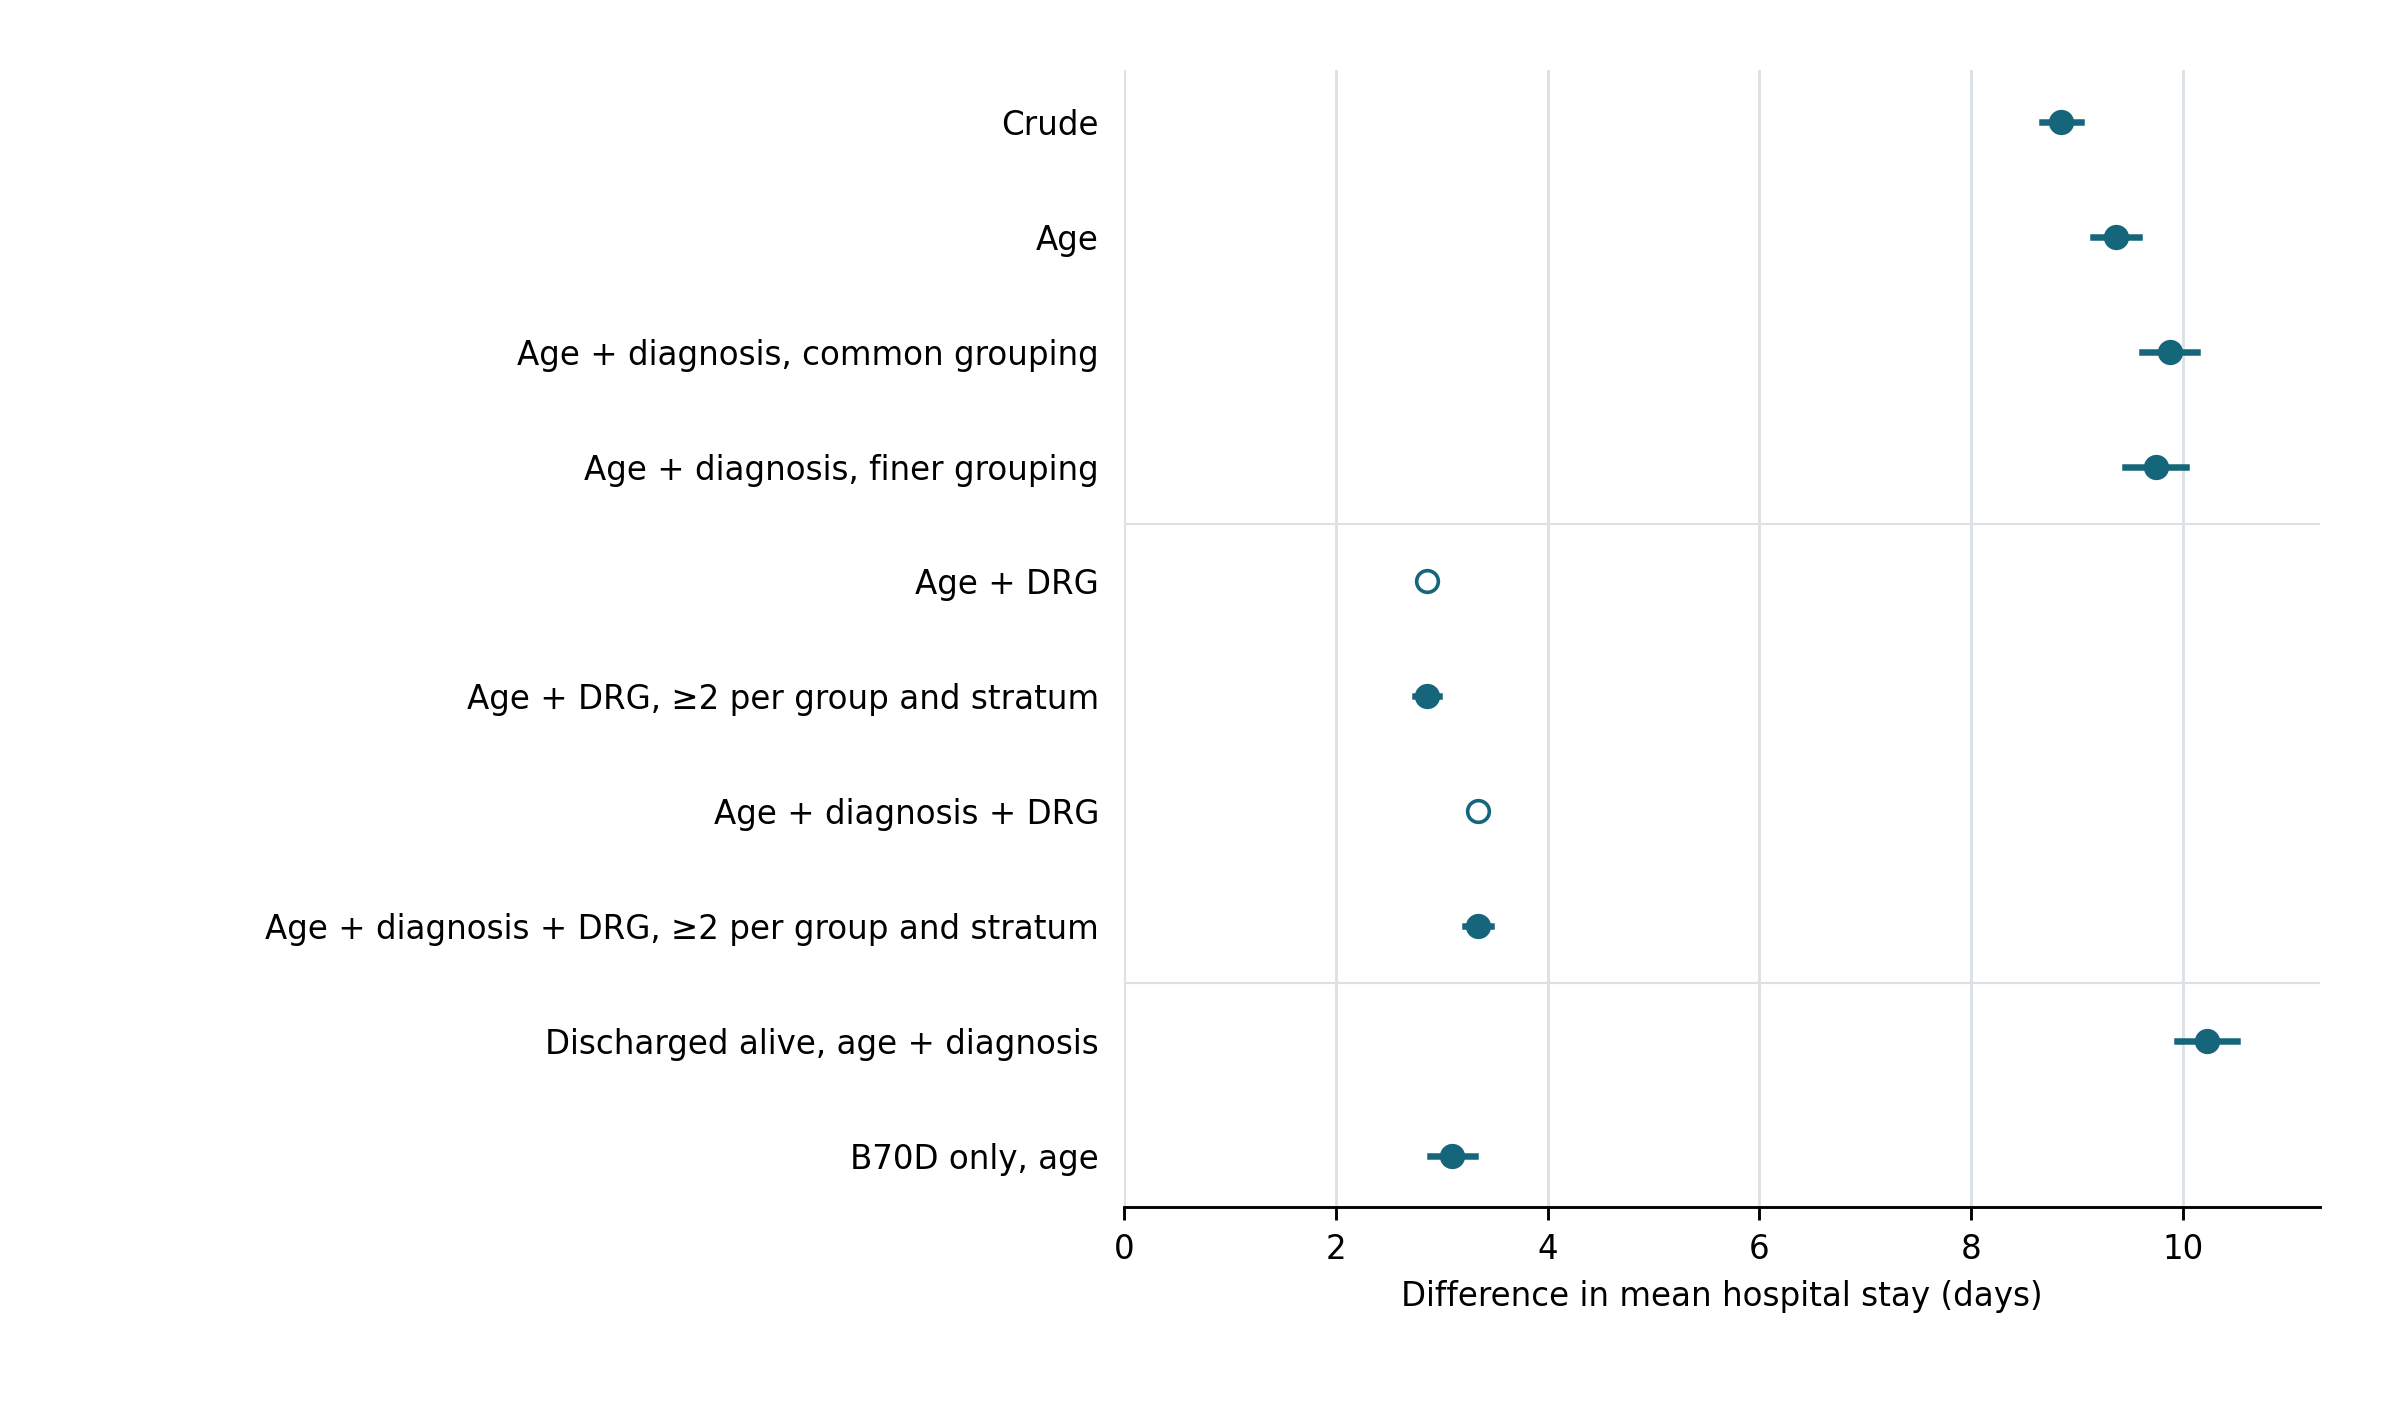 Crude
Age
Age + diagnosis, common grouping
Age + diagnosis, finer grouping
Age + DRG
Age + DRG, ≥2 per group and stratum
Age + diagnosis + DRG
Age + diagnosis + DRG, ≥2 per group and stratum
Discharged alive, age + diagnosis
B70D only, age
0 2 4 6 8 10
Difference in mean hospital stay (days)